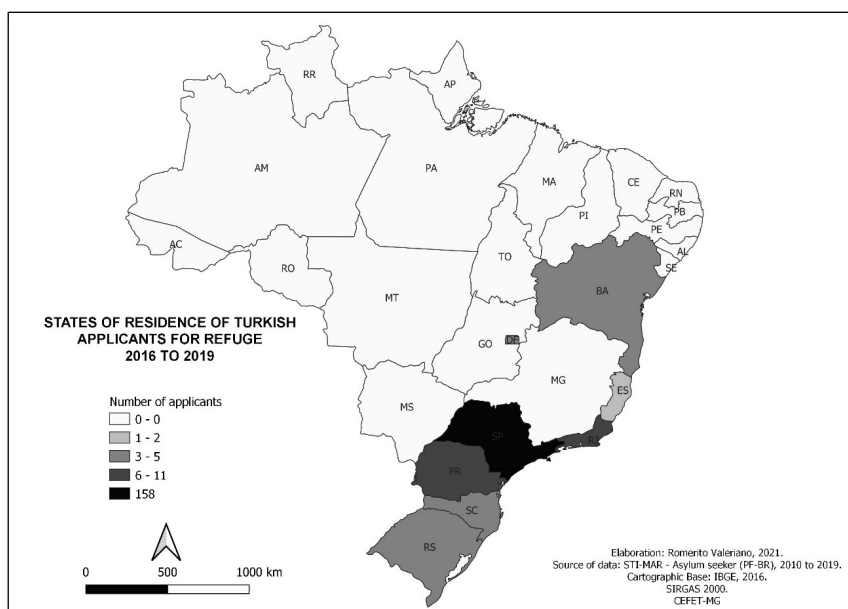 RR
AP
AM
PA
MA
CE
RN
PB
PI
PE
AL
SE
AC
RO
TO
BA
MT
STATES OF RESIDENCE OF TURKISH
APPLICANTS FOR REFUGE
2016 TO 2019
GO
DF
MG
ES
MS
SP
RJ
PR
SC
RS
Number of applicants
0 - 0
1 - 2
3 - 5
6 - 11
158
0 500 1000 km
Elaboration: Romerito Valeriano, 2021.
Source of data: STI-MAR - Asylum seeker (PF-BR), 2010 to 2019.
Cartographic Base: IBGE, 2016.
SIRGAS 2000.
CEFET-MG